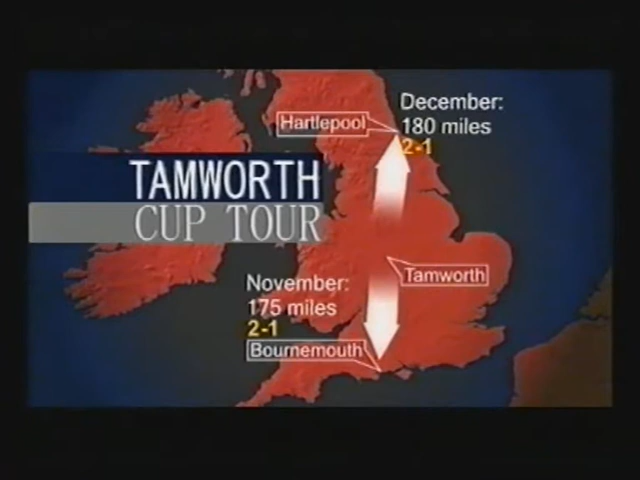 TAMWORTH
CUP TOUR
December:
180 miles
2-1
Hartlepool
Tamworth
November:
175 miles
2-1
Bournemouth